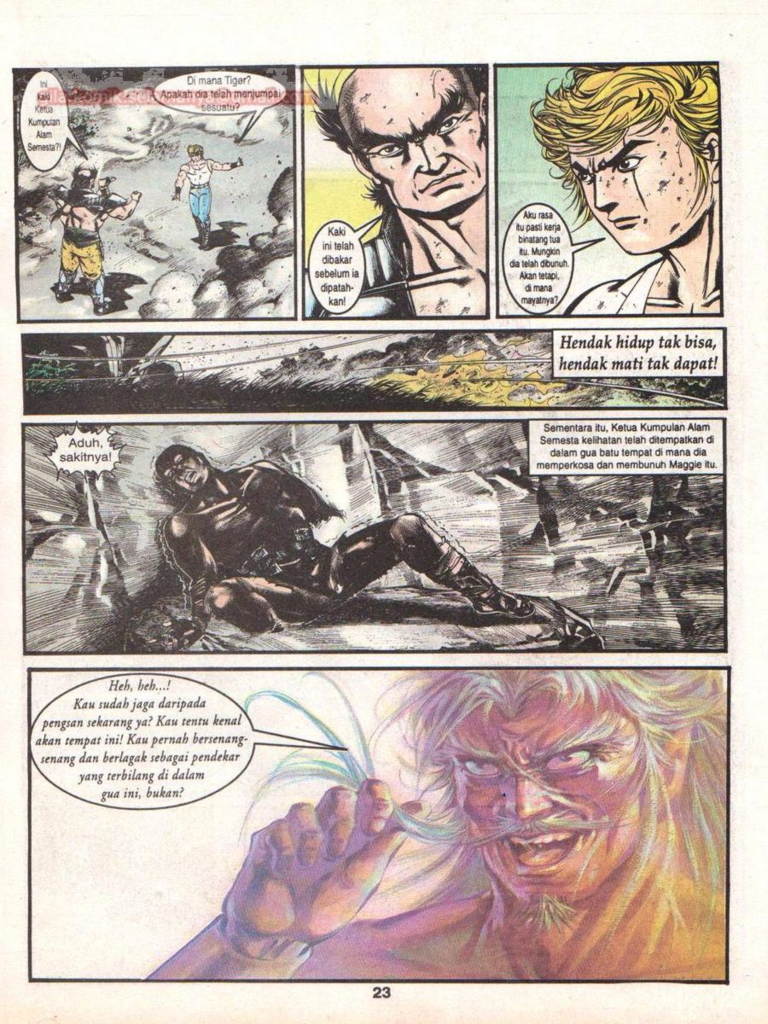 Ini
kaki
Ketua
Kumpulan
Alam
Semesta?!
Di mana Tiger?
Apakah dia telah menjumpai
sesuatu?
Kaki
ini telah
dibakar
sebelum ia
dipatah-
kan!
Aku rasa
itu pasti kerja
binatang tua
itu. Mungkin
dia telah dibunuh.
Akan tetapi,
di mana
mayatnya?
Hendak hidup tak bisa,
hendak mati tak dapat!
Aduh,
sakitnya!
Sementara itu, Ketua Kumpulan Alam
Semesta kelihatan telah ditempatkan di
dalam gua batu tempat di mana dia
memperkosa dan membunuh Maggie itu.
Heh, heh...!
Kau sudah jaga daripada
pengsan sekarang ya? Kau tentu kenal
akan tempat ini! Kau pernah bersenang-
senang dan berlagak sebagai pendekar
yang terbilang di dalam
gua ini, bukan?
23